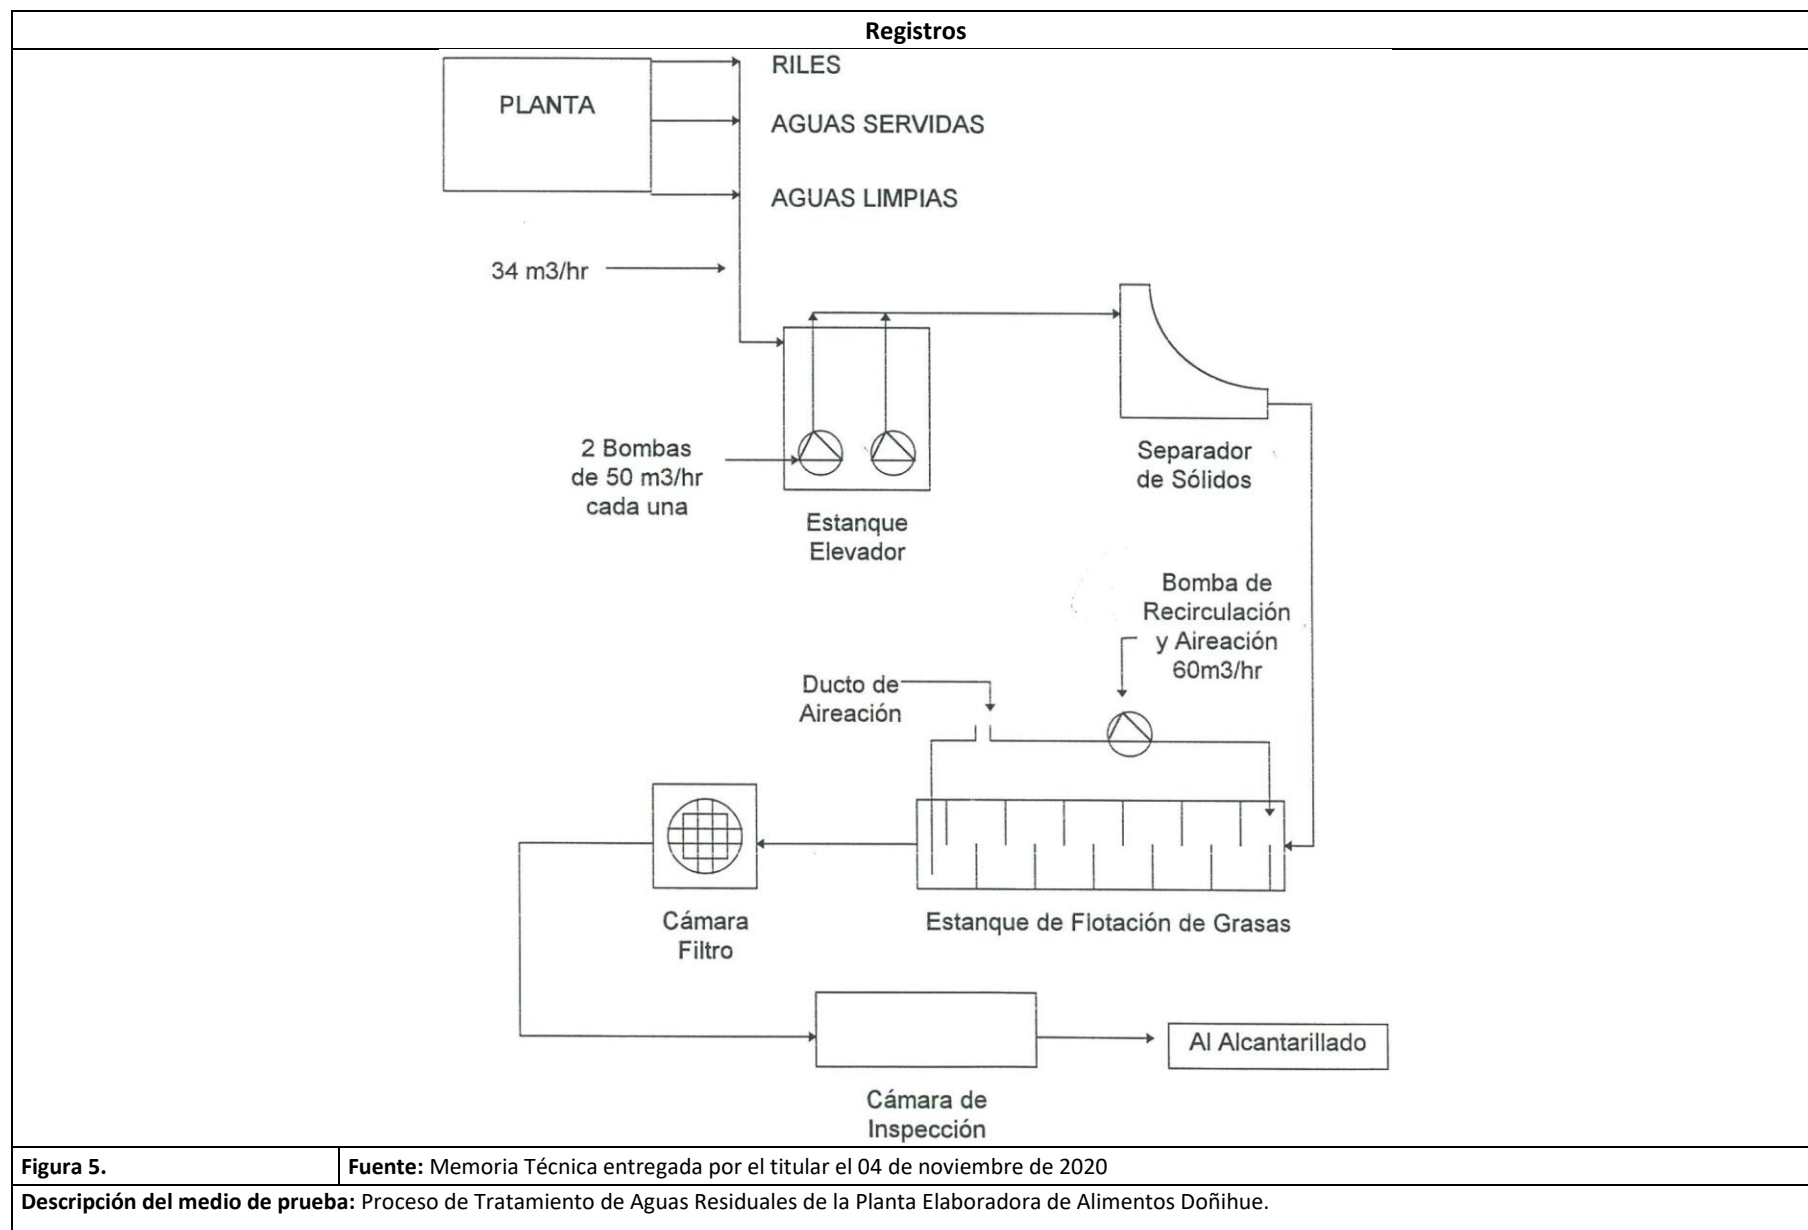 Registros
PLANTA
RILES
AGUAS SERVIDAS
AGUAS LIMPIAS
34 m3/hr
2 Bombas
de 50 m3/hr
cada una
Estanque
Elevador
Separador
de Sólidos
Bomba de
Recirculación
y Aireación
60m3/hr
Ducto de
Aireación
Cámara
Filtro
Estanque de Flotación de Grasas
Cámara de
Inspección
Al Alcantarillado
Figura 5.
Fuente: Memoria Técnica entregada por el titular el 04 de noviembre de 2020
Descripción del medio de prueba: Proceso de Tratamiento de Aguas Residuales de la Planta Elaboradora de Alimentos Doñihue.